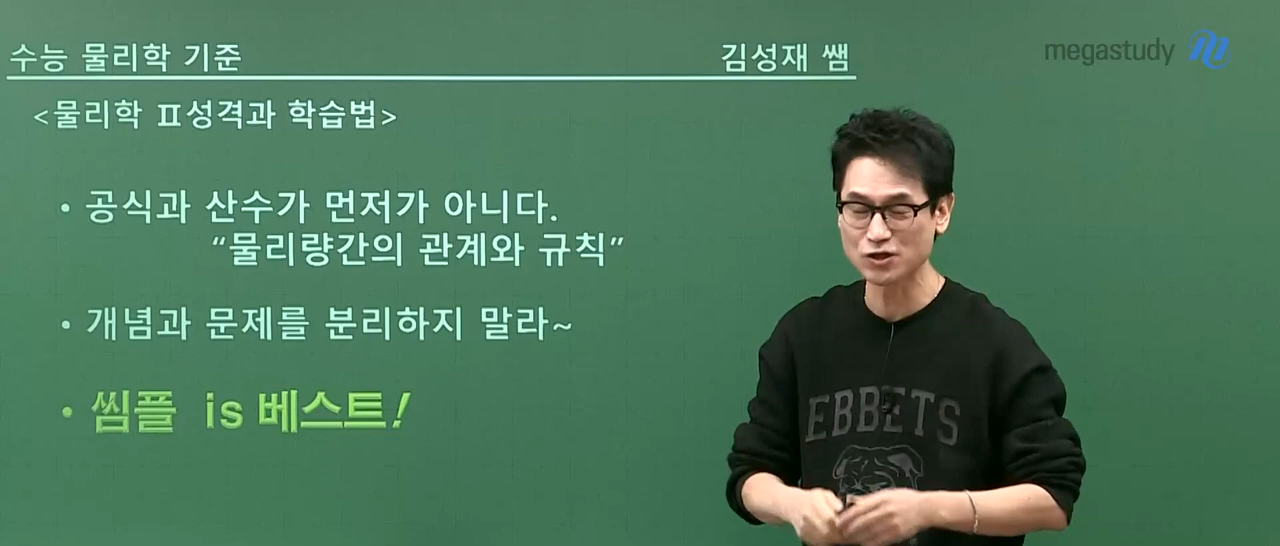 수능 물리학 기준
김성재 쌤
megastudy
<물리학 Ⅱ성격과 학습법>
• 공식과 산수가 먼저가 아니다.
“물리량간의 관계와 규칙”
• 개념과 문제를 분리하지 말라~
• 씸플 is 베스트!
EBBETS